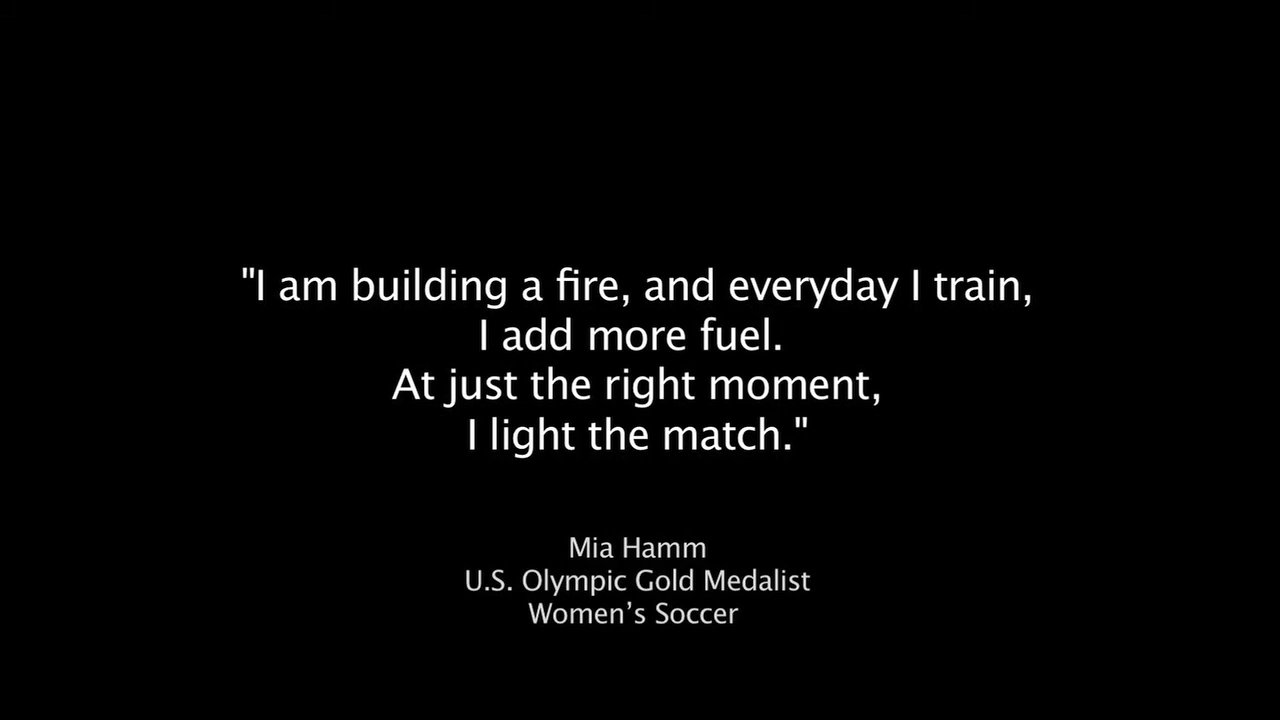 "I am building a fire, and everyday I train,
I add more fuel.
At just the right moment,
I light the match."
Mia Hamm
U.S. Olympic Gold Medalist
Women’s Soccer